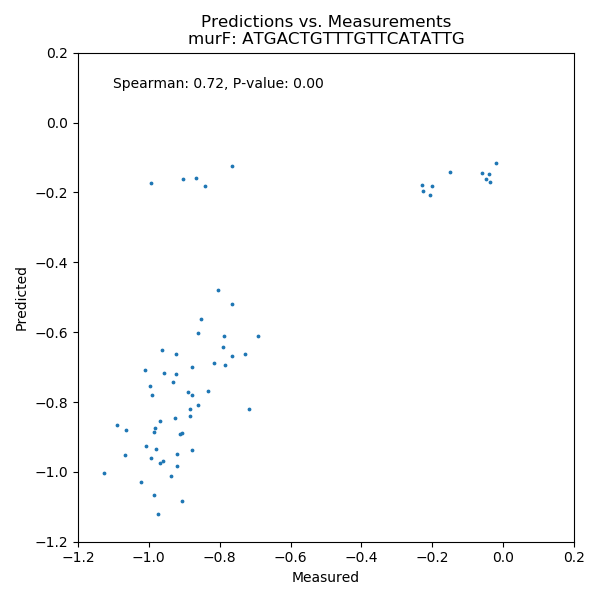 Predictions vs. Measurements
murF: ATGACTGTTTGTTCATATTG
Spearman: 0.72, P-value: 0.00
0.2
0.0
−0.2
−0.4
−0.6
−0.8
−1.0
−1.2
Predicted
−1.2 −1.0 −0.8 −0.6 −0.4 −0.2 0.0 0.2
Measured